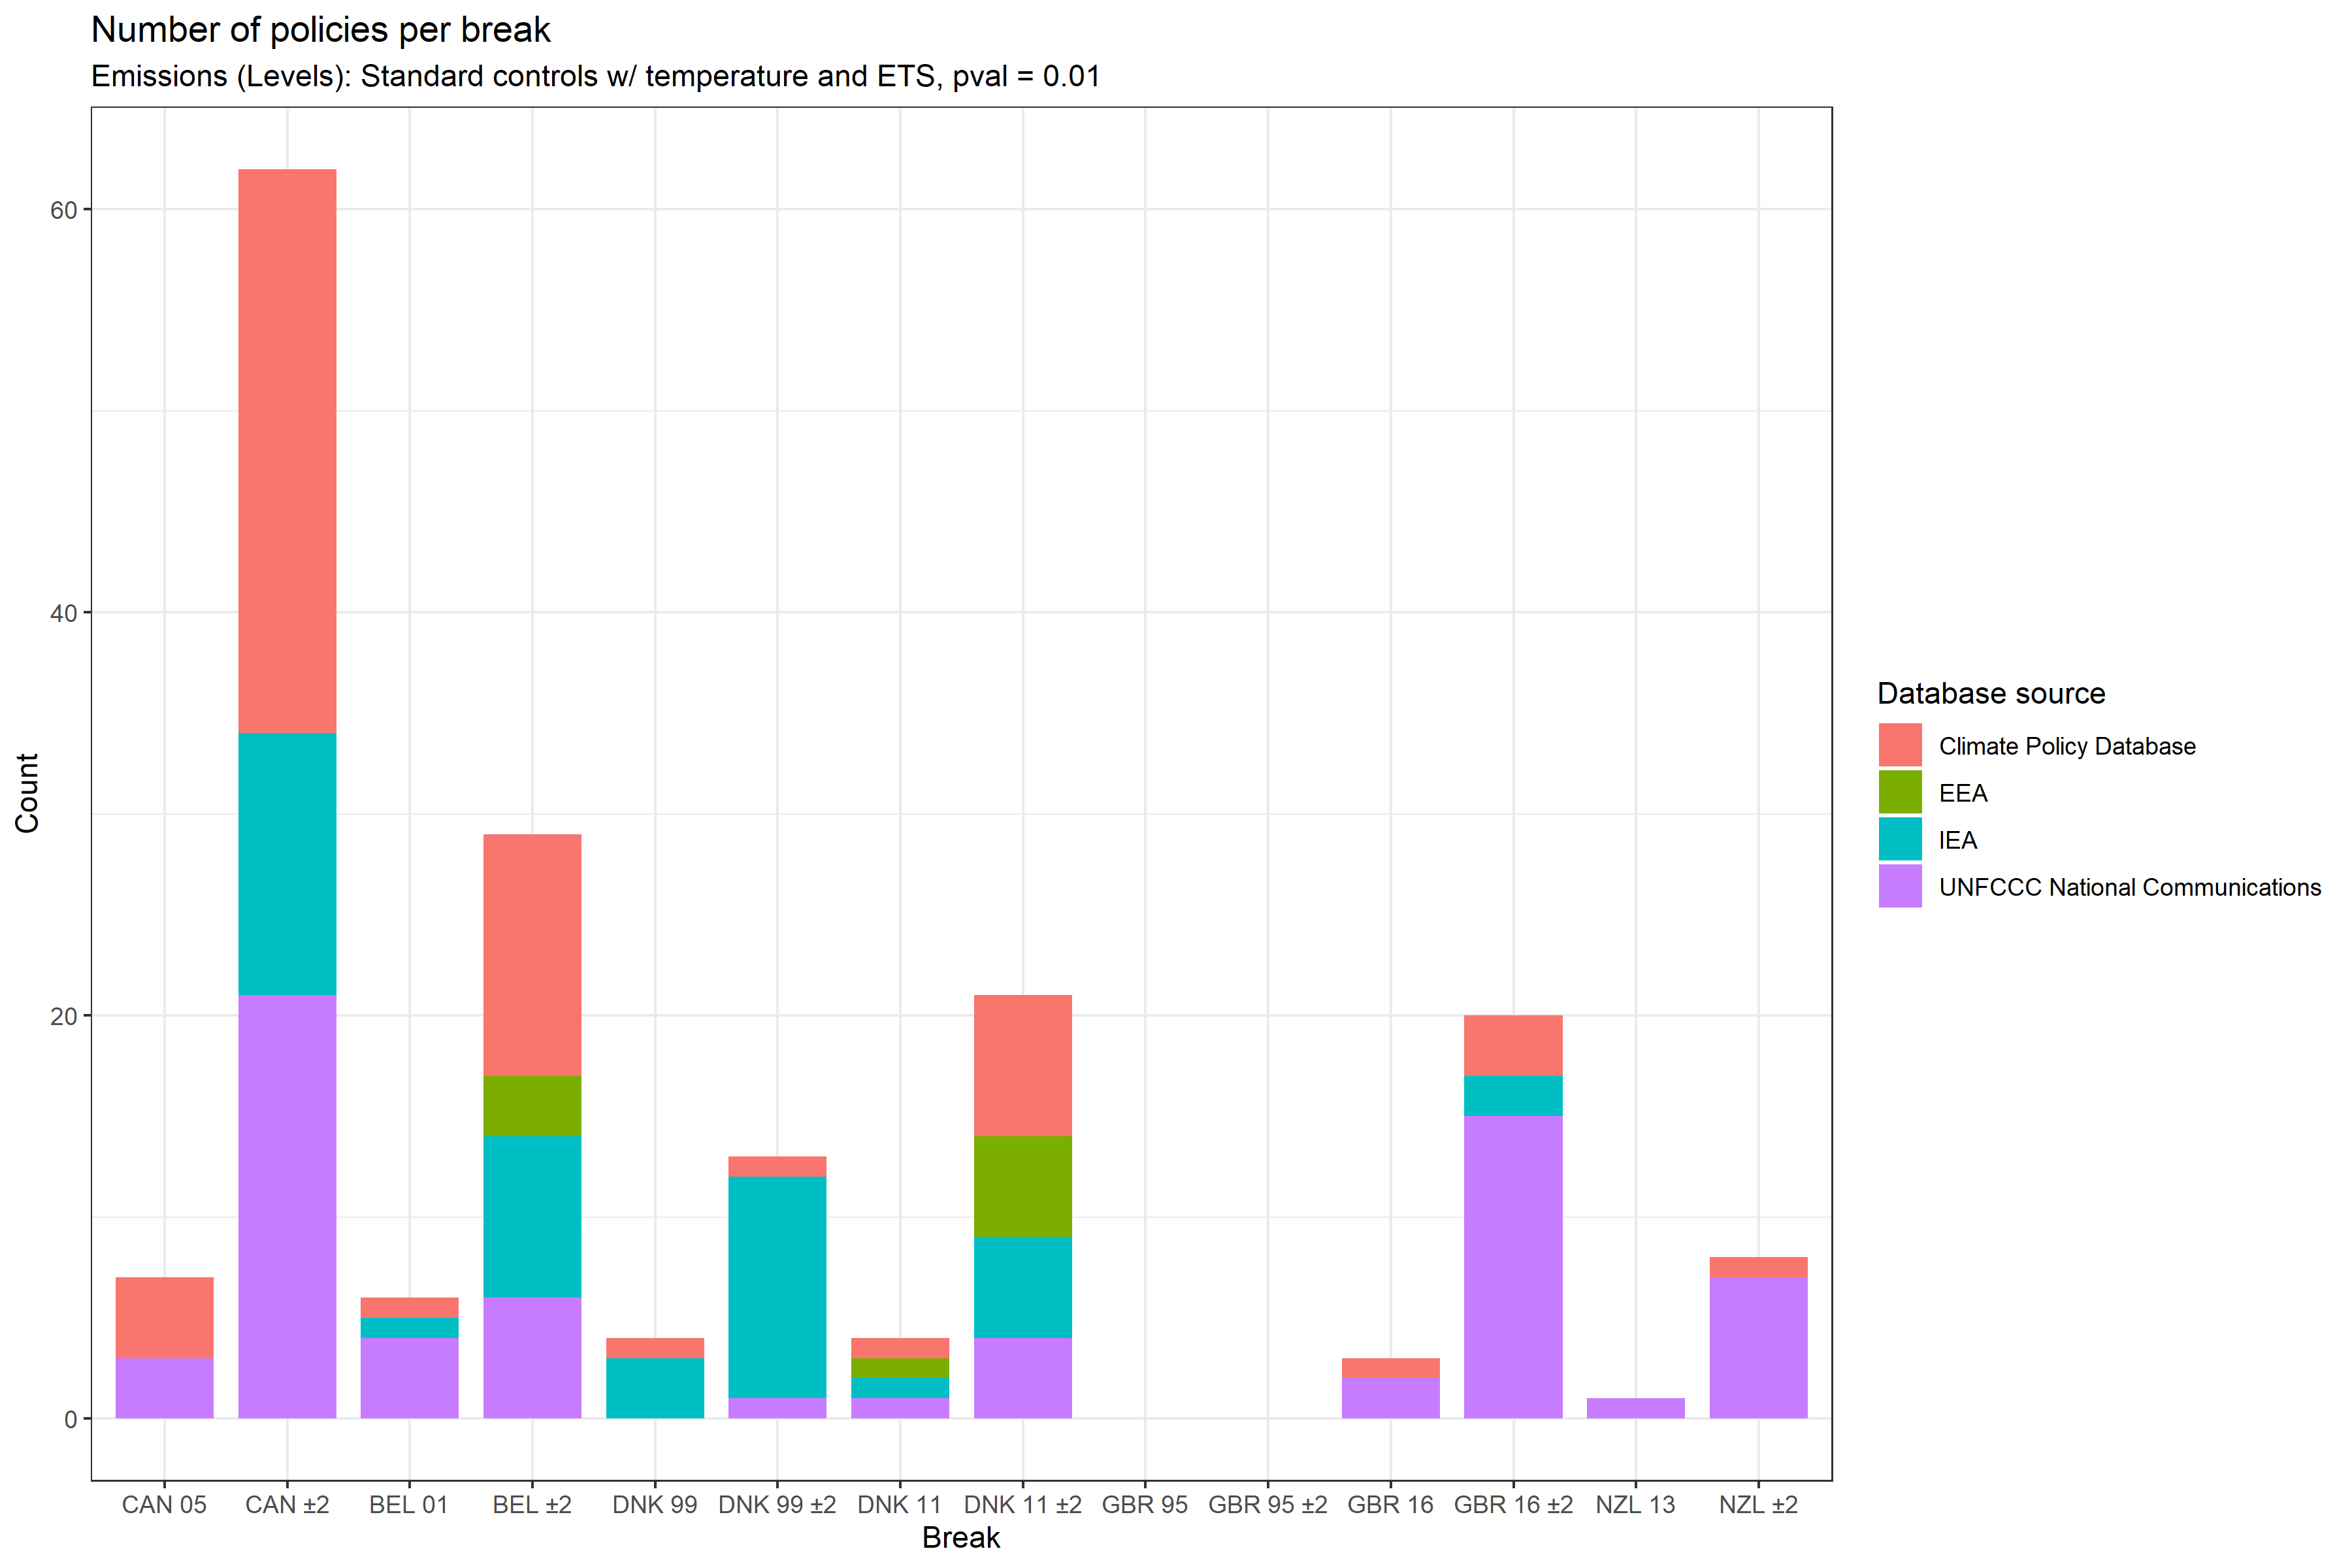 Number of policies per break
Emissions (Levels): Standard controls w/ temperature and ETS, pval = 0.01
60
40
20
0
Count
CAN 05 CAN ±2 BEL 01 BEL ±2 DNK 99 DNK 99 ±2 DNK 11 DNK 11 ±2 GBR 95 GBR 95 ±2 GBR 16 GBR 16 ±2 NZL 13 NZL ±2
Break
Database source
Climate Policy Database
EEA
IEA
UNFCCC National Communications